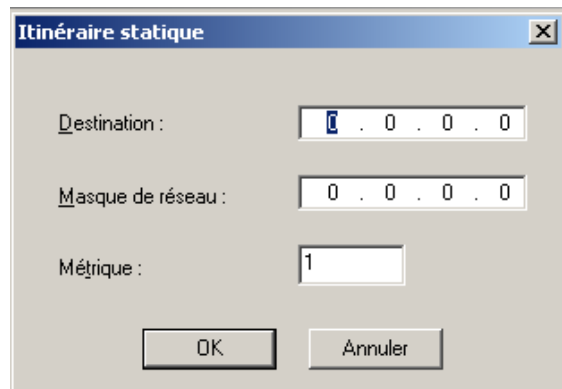 Itinéraire statique
Destination : 0 . 0 . 0 . 0
Masque de réseau : 0 . 0 . 0 . 0
Métrique : 1
OK Annuler